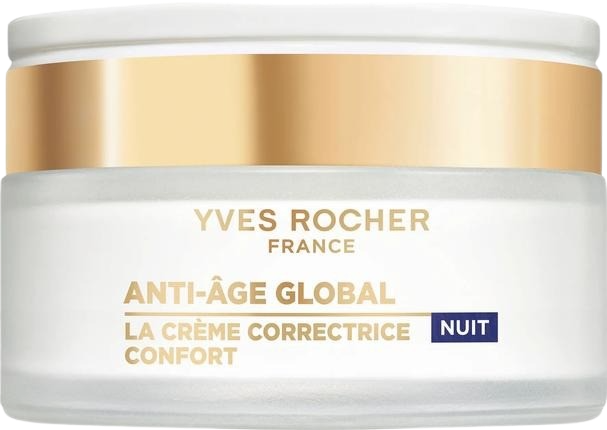 YVES ROCHER
FRANCE
ANTI-ÂGE GLOBAL
LA CRÈME CORRECTRICE NUIT
CONFORT